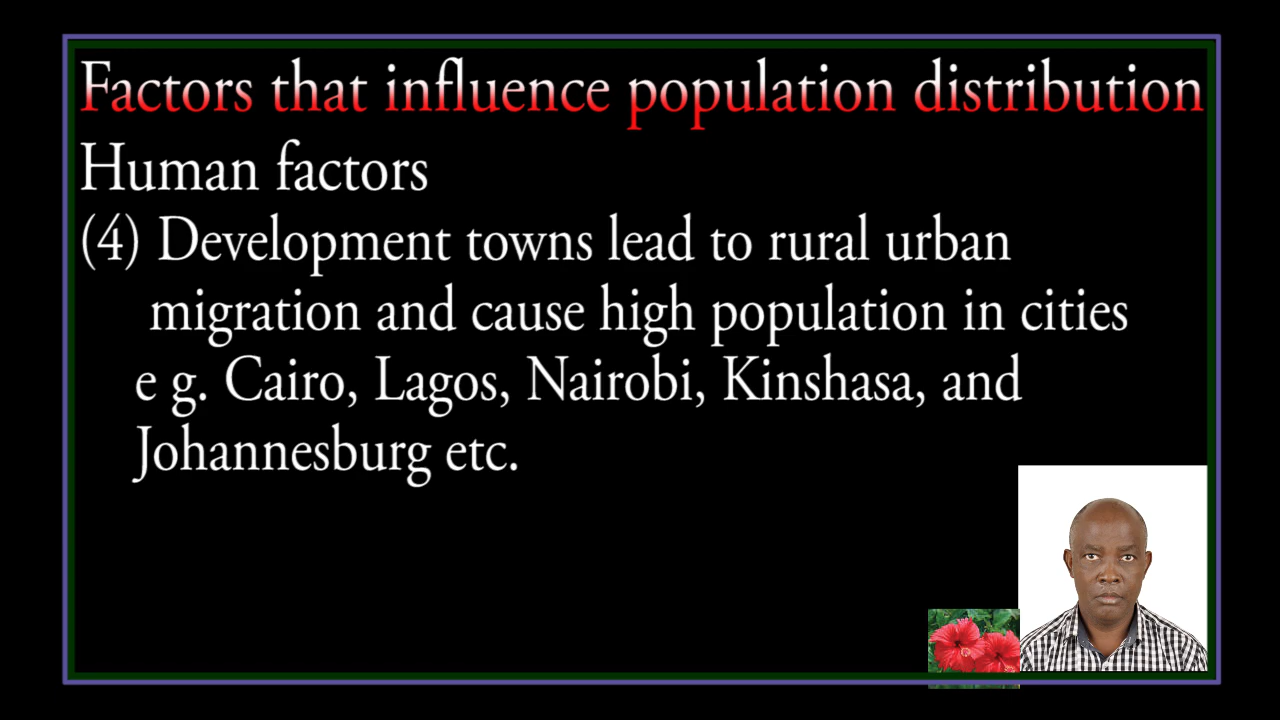 Factors that influence population distribution
Human factors
(4) Development towns lead to rural urban
migration and cause high population in cities
e g. Cairo, Lagos, Nairobi, Kinshasa, and
Johannesburg etc.